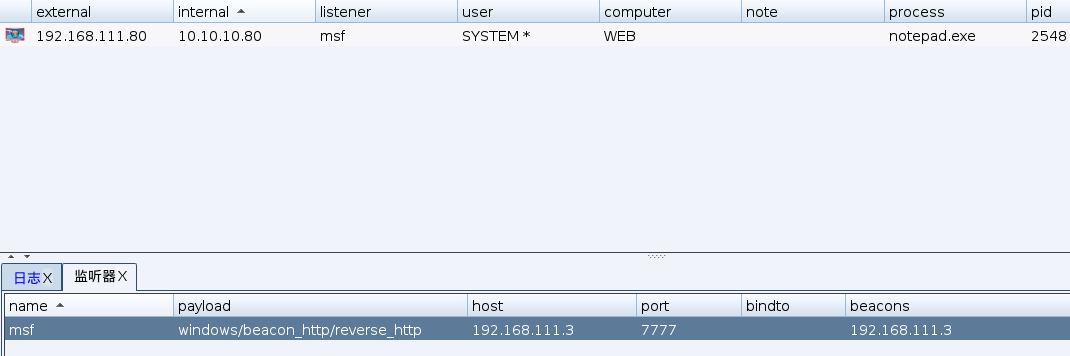 external internal listener user computer note process pid
192.168.111.80 10.10.10.80 msf SYSTEM * WEB notepad.exe 2548
日志X 监听器X
name payload host port bindto beacons
msf windows/beacon_http/reverse_http 192.168.111.3 7777 192.168.111.3